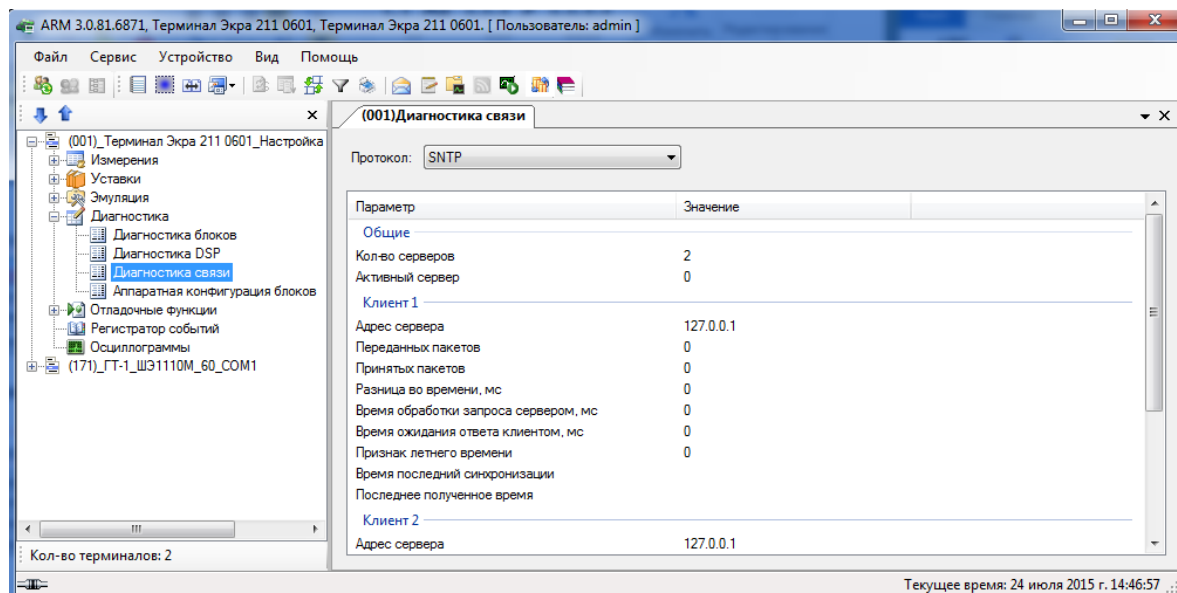 ARM 3.0.81.6871, Терминал Экра 211 0601, Терминал Экра 211 0601. [ Пользователь: admin ]
Файл Сервис Устройство Вид Помощь
(001)_Терминал Экра 211 0601_Настройка
Измерения
Уставки
Эмуляция
Диагностика
Диагностика блоков
Диагностика DSP
Диагностика связи
Аппаратная конфигурация блоков
Отладочные функции
Регистратор событий
Осциллограммы
(171)_ГТ-1_ШЭ1110М_60_COM1
Кол-во терминалов: 2
(001)Диагностика связи
Протокол: SNTP
Параметр Значение
Общие
Кол-во серверов 2
Активный сервер 0
Клиент 1
Адрес сервера 127.0.0.1
Переданных пакетов 0
Принятых пакетов 0
Разница во времени, мс 0
Время обработки запроса сервером, мс 0
Время ожидания ответа клиентом, мс 0
Признак летнего времени 0
Время последний синхронизации
Последнее полученное время
Клиент 2
Адрес сервера 127.0.0.1
Текущее время: 24 июля 2015 г. 14:46:57